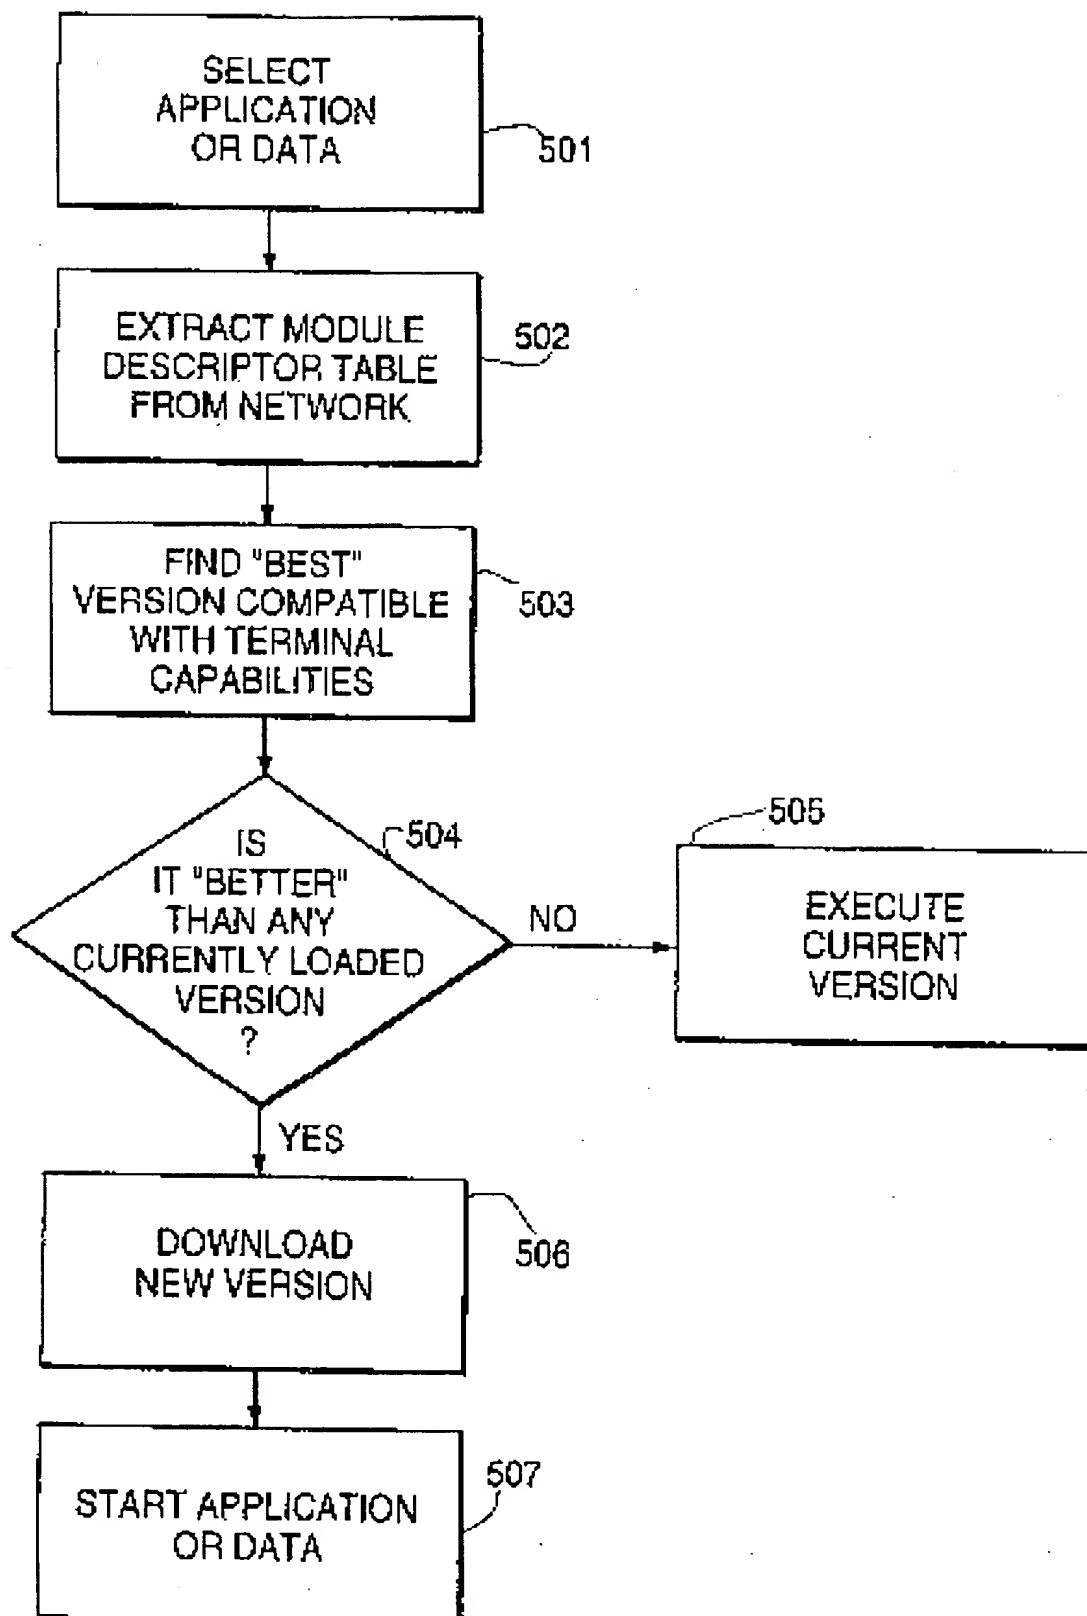 SELECT
APPLICATION
OR DATA
501
EXTRACT MODULE
DESCRIPTOR TABLE
FROM NETWORK
502
FIND "BEST"
VERSION COMPATIBLE
WITH TERMINAL
CAPABILITIES
503
IS
IT "BETTER"
THAN ANY
CURRENTLY LOADED
VERSION
?
504
NO
505
EXECUTE
CURRENT
VERSION
YES
DOWNLOAD
NEW VERSION
506
START APPLICATION
OR DATA
507